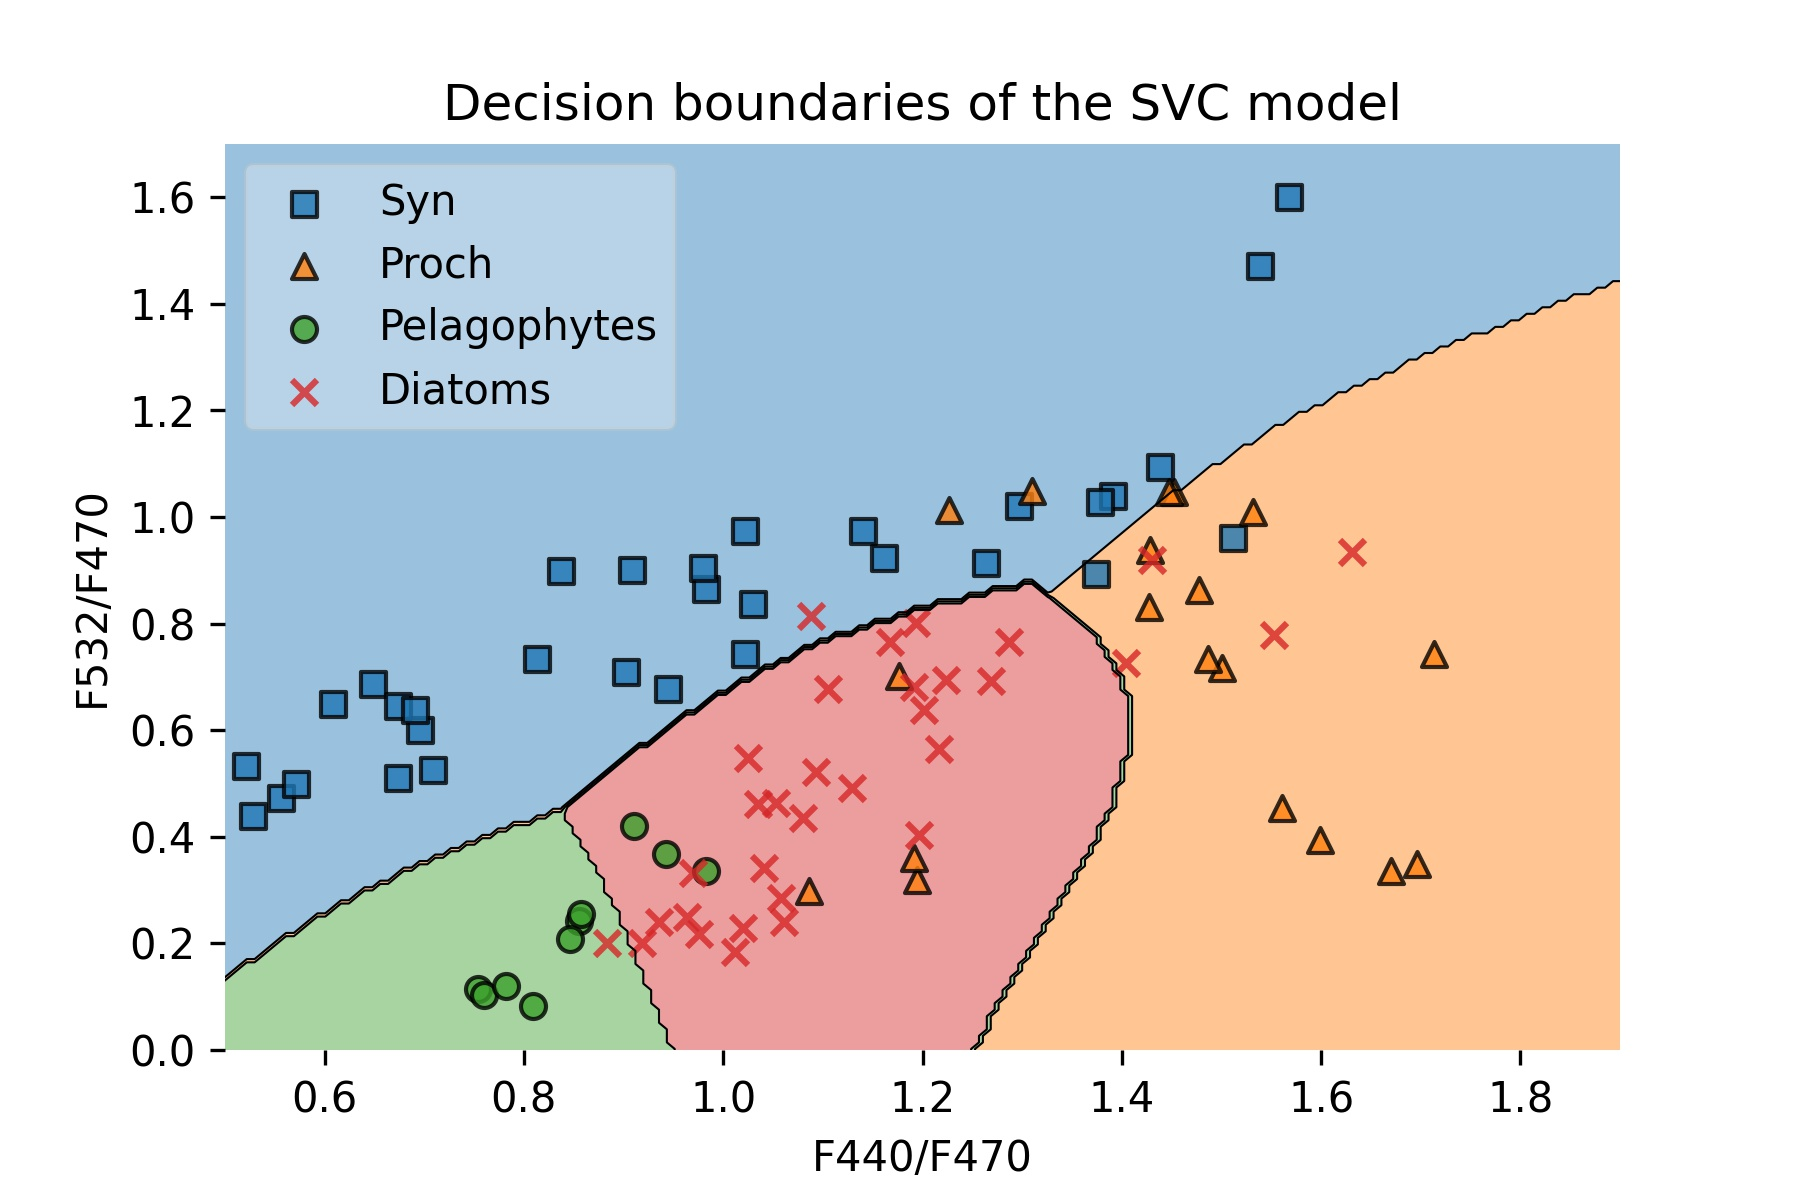 Decision boundaries of the SVC model
Syn
Proch
Pelagophytes
Diatoms
1.6
1.4
1.2
1.0
0.8
0.6
0.4
0.2
0.0
F532/F470
0.6 0.8 1.0 1.2 1.4 1.6 1.8
F440/F470